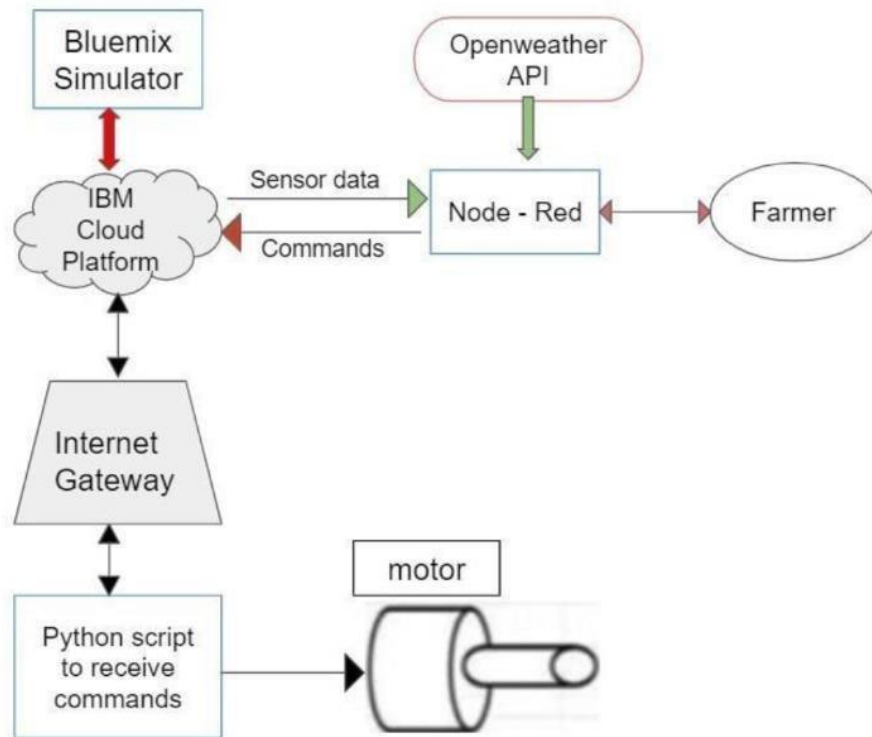 Bluemix
Simulator
Openweather
API
IBM
Cloud
Platform
Sensor data
Commands
Node - Red
Farmer
Internet
Gateway
motor
Python script
to receive
commands